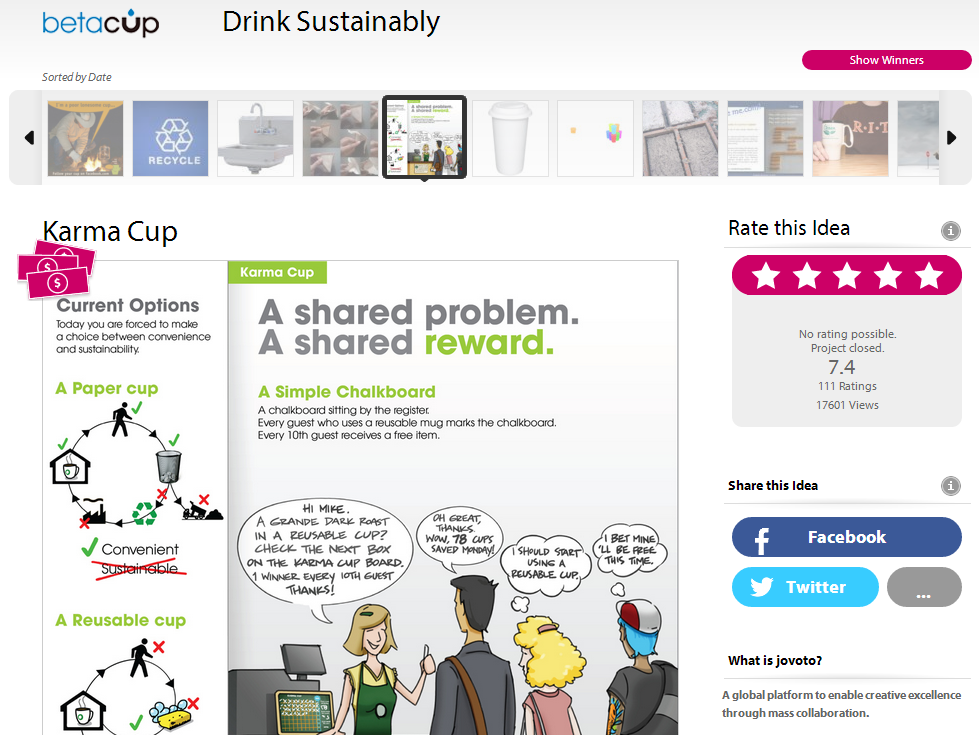 betacup
Drink Sustainably
Show Winners
Sorted by Date
RECYCLE
A shared problem.
A shared reward.
me.com
R·I·T
Karma Cup
Rate this Idea
i
$
$
Karma Cup
Current Options
Today you are forced to make
a choice between convenience
and sustainability.
A Paper cup
Convenient
Sustainable
A Reusable cup
A shared problem.
A shared reward.
A Simple Chalkboard
A chalkboard sitting by the register.
Every guest who uses a reusable mug marks the chalkboard.
Every 10th guest receives a free item.
HI MIKE.
A GRANDE DARK ROAST
IN A REUSABLE CUP?
CHECK THE NEXT BOX
ON THE KARMA CUP BOARD.
1 WINNER EVERY 10TH GUEST
THANKS!
OH GREAT,
THANKS.
WOW, 78 CUPS
SAVED MONDAY!
I SHOULD START
USING A
REUSABLE CUP.
I BET MINE
'LL BE FREE
THIS TIME.
No rating possible.
Project closed.
7.4
111 Ratings
17601 Views
Share this Idea
i
f
Facebook
Twitter
...
What is jovoto?
A global platform to enable creative excellence
through mass collaboration.